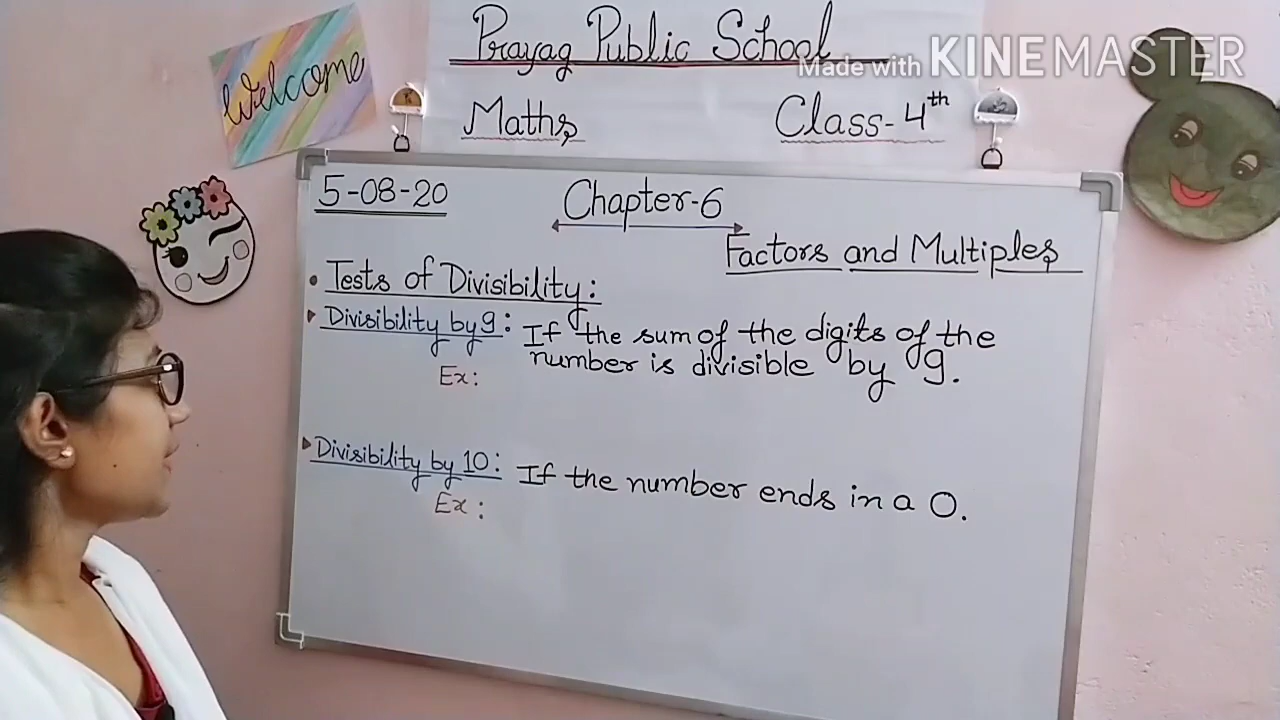 Welcome
Prayag Public School
Made with KINEMASTER
Maths Class-4th
5-08-20 Chapter-6
Factors and Multiples
• Tests of Divisibility:
Divisibility by 9: If the sum of the digits of the
number is divisible by 9.
Ex:
Divisibility by 10: If the number ends in a 0.
Ex: